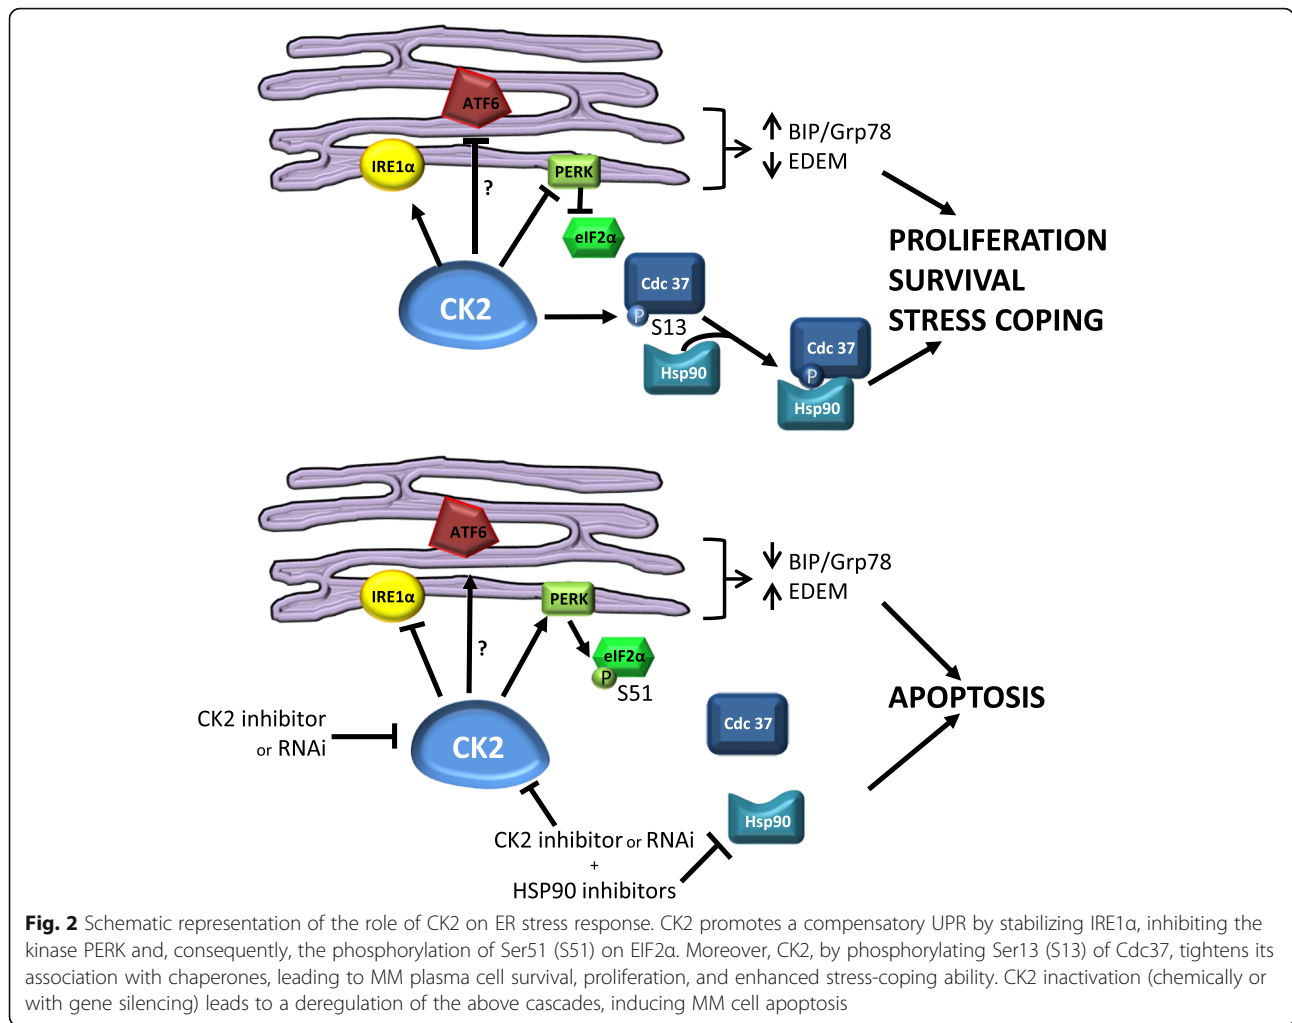 ATF6
IRE1α
PERK
?
eIF2α
CK2
Cdc 37
P
S13
Hsp90
Cdc 37
P
Hsp90
BIP/Grp78
EDEM
PROLIFERATION
SURVIVAL
STRESS COPING
ATF6
IRE1α
PERK
?
eIF2α
P
S51
BIP/Grp78
EDEM
CK2 inhibitor
or RNAi
CK2
Cdc 37
Hsp90
APOPTOSIS
CK2 inhibitor or RNAi
+
HSP90 inhibitors
Fig. 2 Schematic representation of the role of CK2 on ER stress response. CK2 promotes a compensatory UPR by stabilizing IRE1α, inhibiting the
kinase PERK and, consequently, the phosphorylation of Ser51 (S51) on EIF2α. Moreover, CK2, by phosphorylating Ser13 (S13) of Cdc37, tightens its
association with chaperones, leading to MM plasma cell survival, proliferation, and enhanced stress-coping ability. CK2 inactivation (chemically or
with gene silencing) leads to a deregulation of the above cascades, inducing MM cell apoptosis